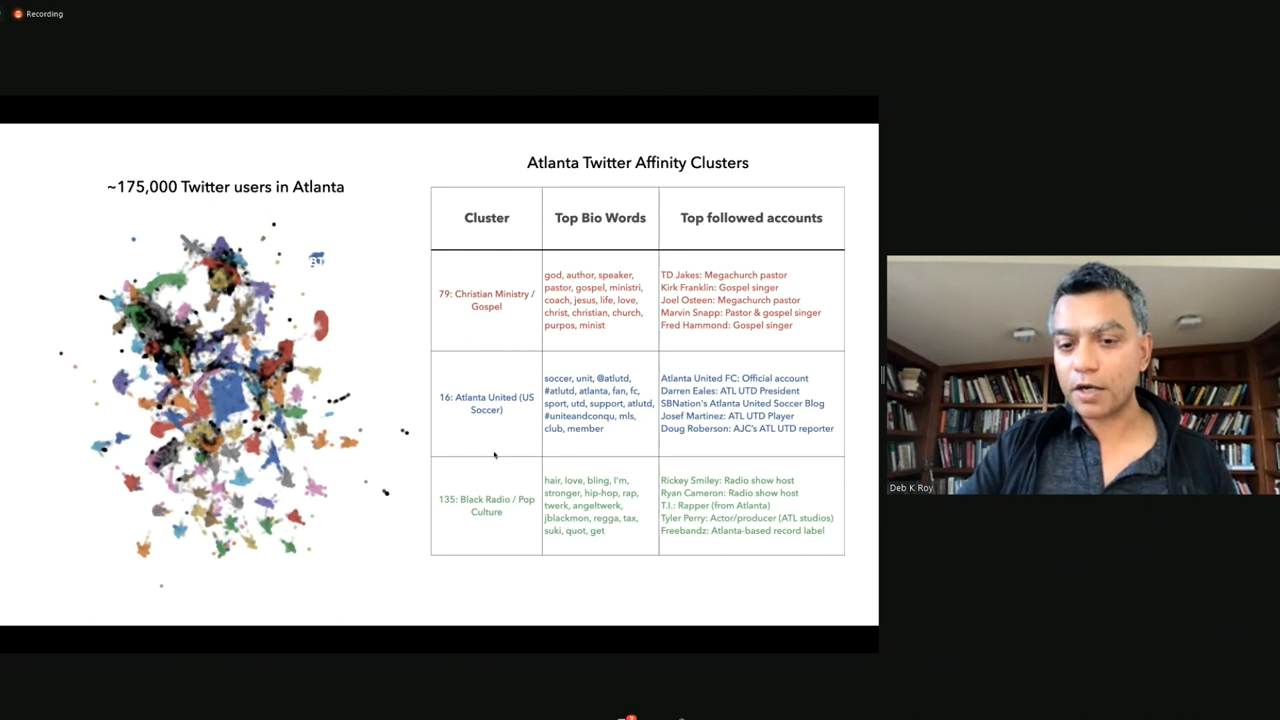 Recording
~175,000 Twitter users in Atlanta
Atlanta Twitter Affinity Clusters
Cluster
Top Bio Words
Top followed accounts
79: Christian Ministry /
Gospel
god, author, speaker,
pastor, gospel, ministri,
coach, jesus, life, love,
christ, christian, church,
purpos, minist
TD Jakes: Megachurch pastor
Kirk Franklin: Gospel singer
Joel Osteen: Megachurch pastor
Marvin Snapp: Pastor & gospel singer
Fred Hammond: Gospel singer
16: Atlanta United (US
Soccer)
soccer, unit, @atlutd,
#atlutd, atlanta, fan, fc,
sport, utd, support, atlutd,
#uniteandconqu, mls,
club, member
Atlanta United FC: Official account
Darren Eales: ATL UTD President
SBNation's Atlanta United Soccer Blog
Josef Martinez: ATL UTD Player
Doug Roberson: AJC's ATL UTD reporter
135: Black Radio / Pop
Culture
hair, love, bling, I'm,
stronger, hip-hop, rap,
twerk, angeltwerk,
jblackmon, regga, tax,
suki, quot, get
Rickey Smiley: Radio show host
Ryan Cameron: Radio show host
T.I.: Rapper (from Atlanta)
Tyler Perry: Actor/producer (ATL studios)
Freebandz: Atlanta-based record label
Deb K Roy